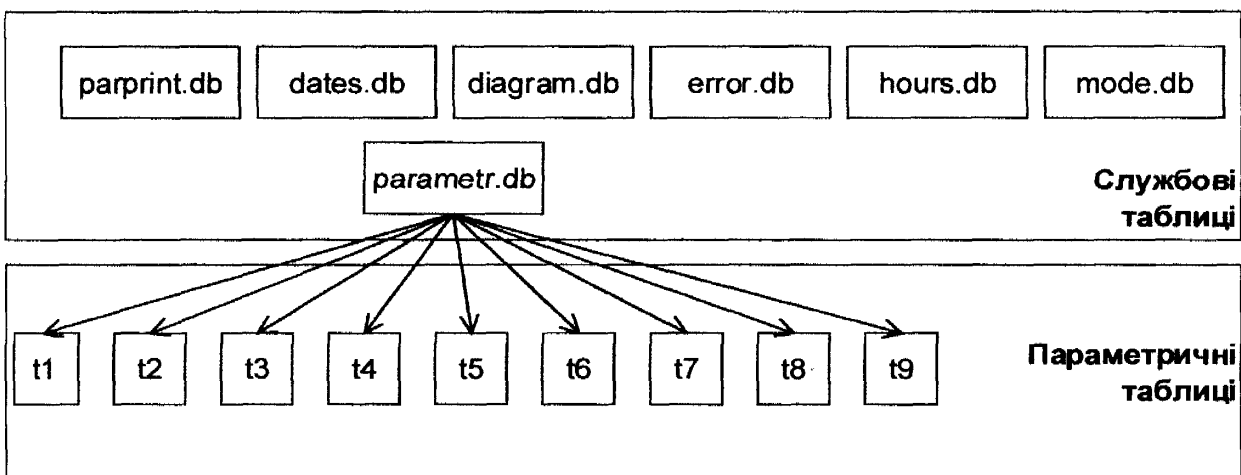 parprint.db dates.db diagram.db error.db hours.db mode.db
parametr.db
Службові
таблиці
t1 t2 t3 t4 t5 t6 t7 t8 t9
Параметричні
таблиці